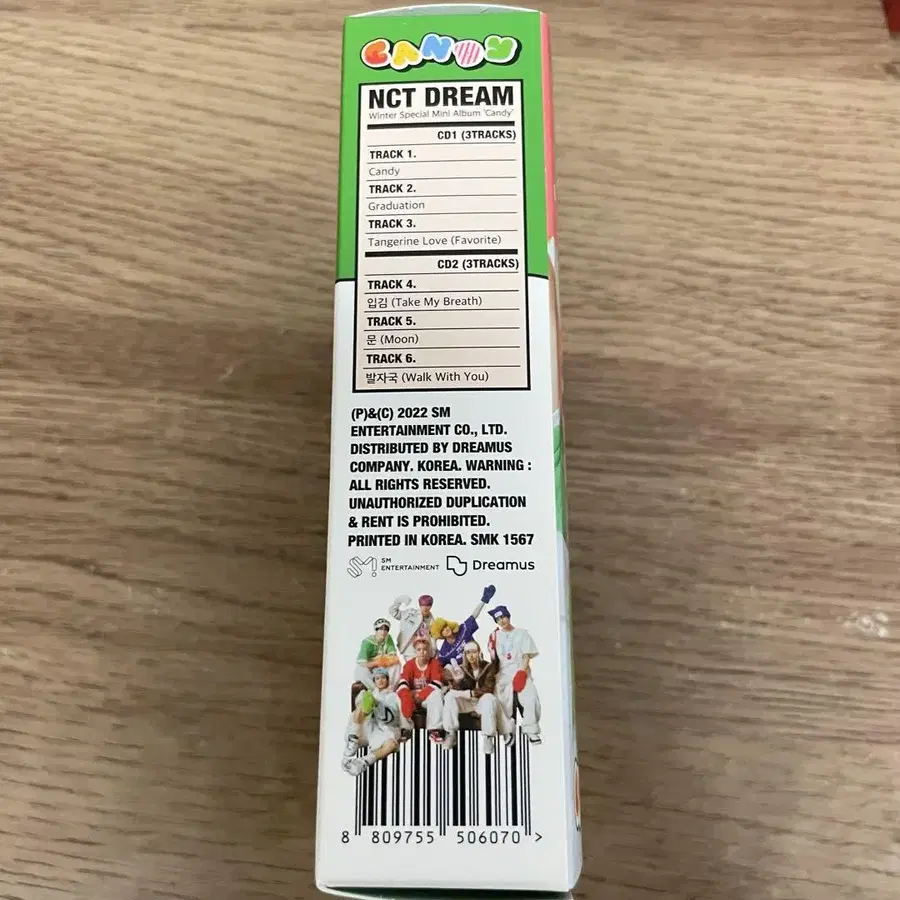 CANDY
NCT DREAM
Winter Special Mini Album 'Candy'
CD1 (3TRACKS)
TRACK 1.
Candy
TRACK 2.
Graduation
TRACK 3.
Tangerine Love (Favorite)
CD2 (3TRACKS)
TRACK 4.
입김 (Take My Breath)
TRACK 5.
문 (Moon)
TRACK 6.
발자국 (Walk With You)
(P)&(C) 2022 SM
ENTERTAINMENT CO., LTD.
DISTRIBUTED BY DREAMUS
COMPANY. KOREA. WARNING :
ALL RIGHTS RESERVED.
UNAUTHORIZED DUPLICATION
& RENT IS PROHIBITED.
PRINTED IN KOREA. SMK 1567
SM!
SM
ENTERTAINMENT
Dreamus
8 809755 506070 >